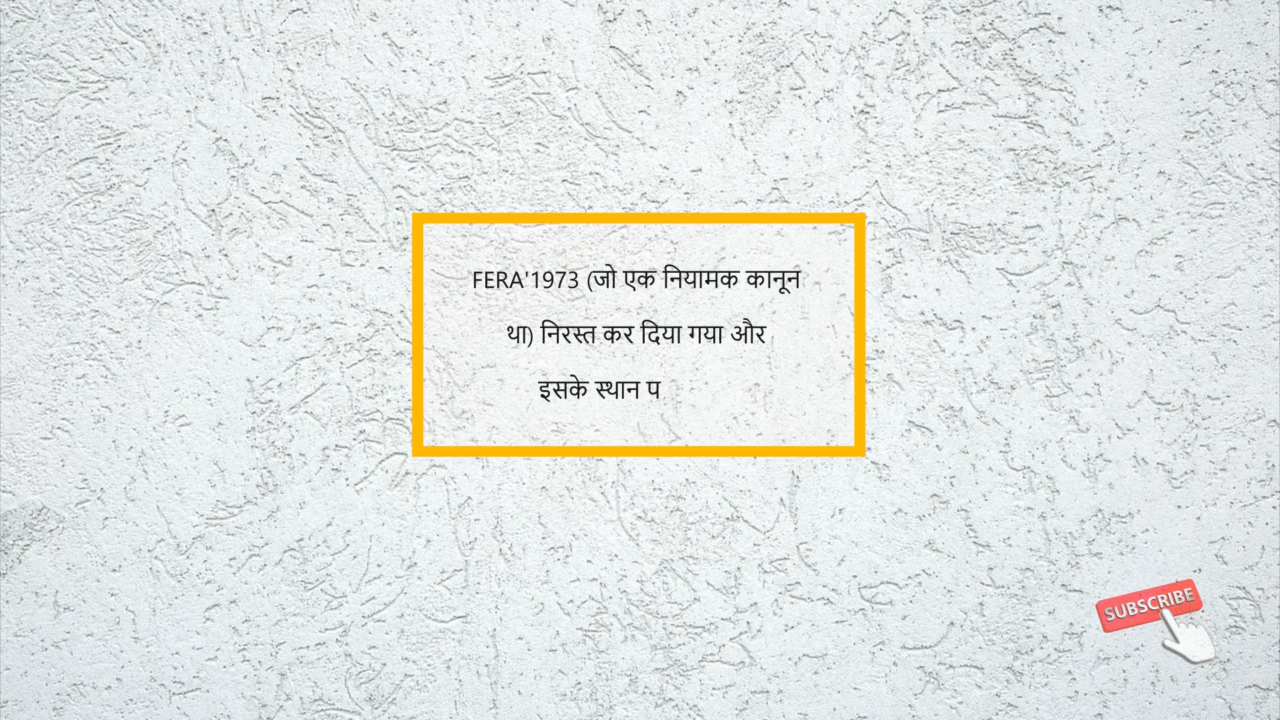 FERA'1973 (जो एक नियामक कानून
था) निरस्त कर दिया गया और
इसके स्थान प
SUBSCRIBE